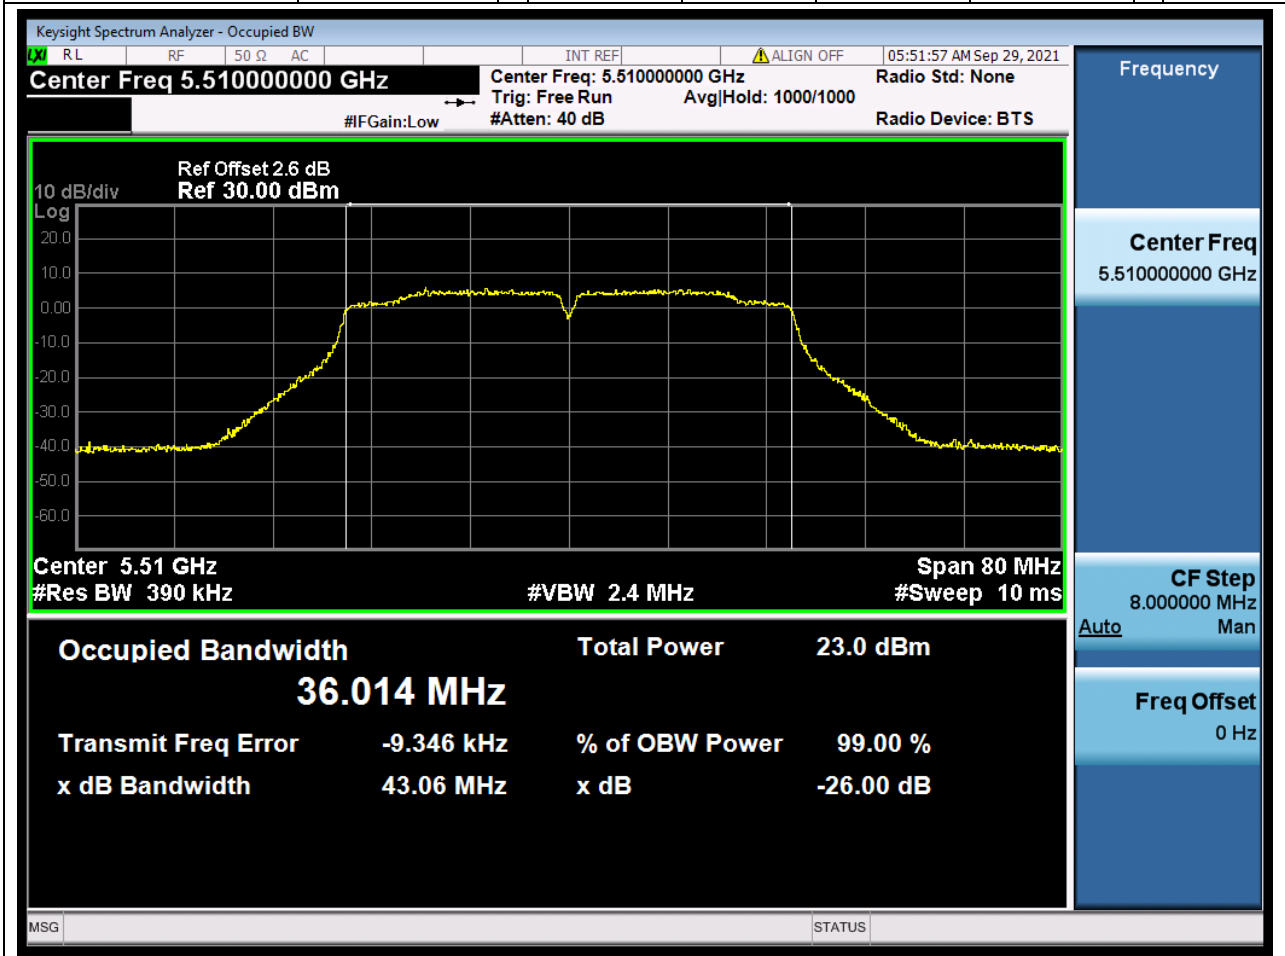 Keysight Spectrum Analyzer - Occupied BW
LXI RL RF 50 Ω AC INT REF ALIGN OFF 05:51:57 AM Sep 29, 2021
Center Freq 5.510000000 GHz Center Freq: 5.510000000 GHz Radio Std: None
Trig: Free Run Avg|Hold: 1000/1000
#IFGain:Low #Atten: 40 dB Radio Device: BTS
Ref Offset 2.6 dB
10 dB/div Ref 30.00 dBm
Log
20.0
10.0
0.00
-10.0
-20.0
-30.0
-40.0
-50.0
-60.0
Center 5.51 GHz Span 80 MHz
#Res BW 390 kHz #VBW 2.4 MHz #Sweep 10 ms
Occupied Bandwidth Total Power 23.0 dBm
36.014 MHz
Transmit Freq Error -9.346 kHz % of OBW Power 99.00 %
x dB Bandwidth 43.06 MHz x dB -26.00 dB
MSG STATUS
Frequency
Center Freq
5.510000000 GHz
CF Step
8.000000 MHz
Auto Man
Freq Offset
0 Hz